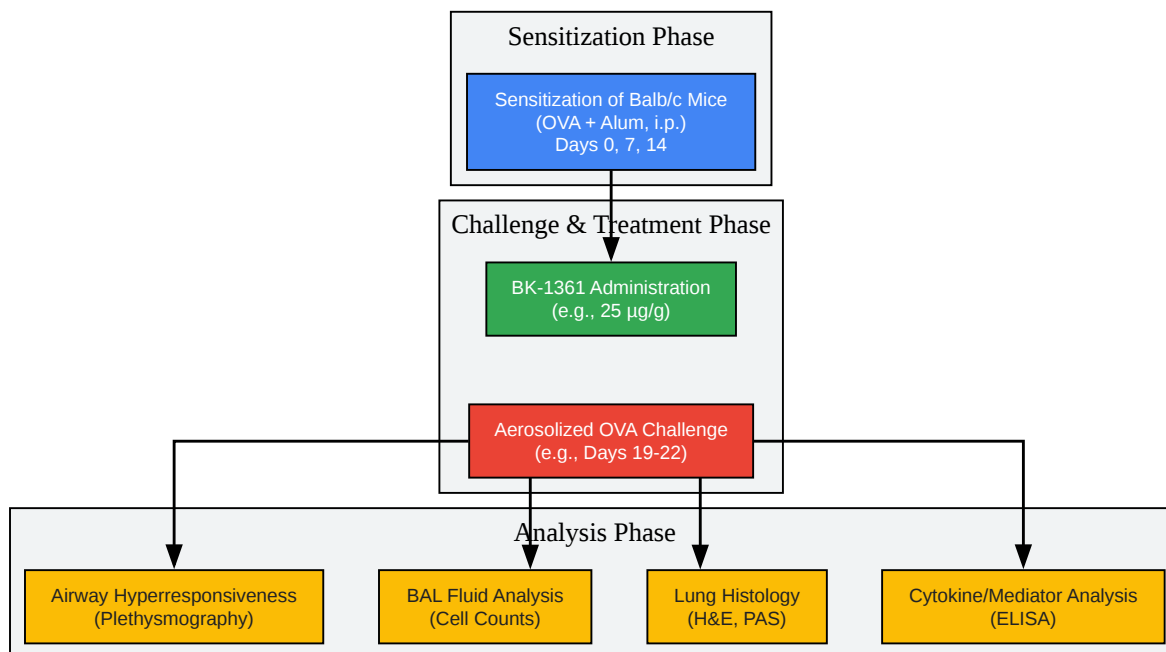 Sensitization Phase
Sensitization of Balb/c Mice
(OVA + Alum, i.p.)
Days 0, 7, 14
Challenge & Treatment Phase
BK-1361 Administration
(e.g., 25 µg/g)
Aerosolized OVA Challenge
(e.g., Days 19-22)
Analysis Phase
Airway Hyperresponsiveness
(Plethysmography)
BAL Fluid Analysis
(Cell Counts)
Lung Histology
(H&E, PAS)
Cytokine/Mediator Analysis
(ELISA)